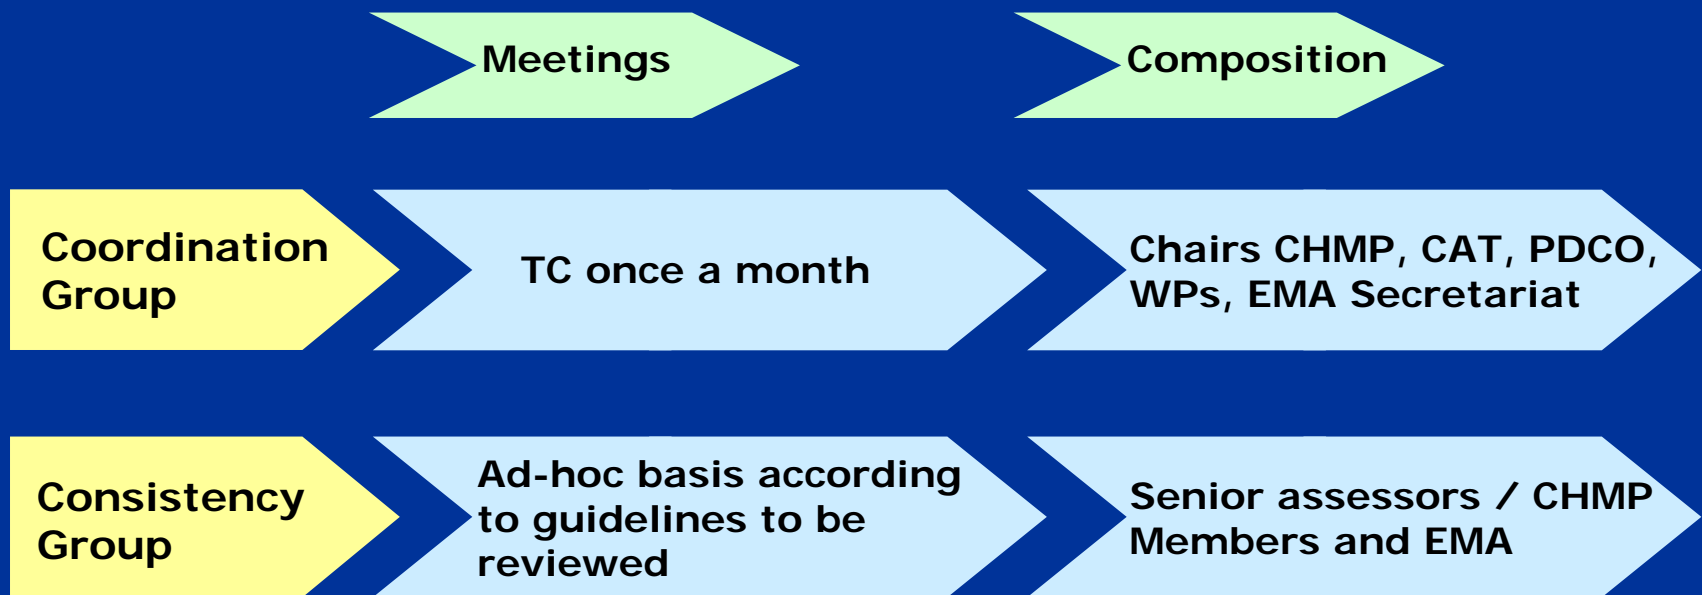 Meetings
Composition
Coordination
Group
TC once a month
Chairs CHMP, CAT, PDCO,
WPs, EMA Secretariat
Consistency
Group
Ad-hoc basis according
to guidelines to be
reviewed
Senior assessors / CHMP
Members and EMA